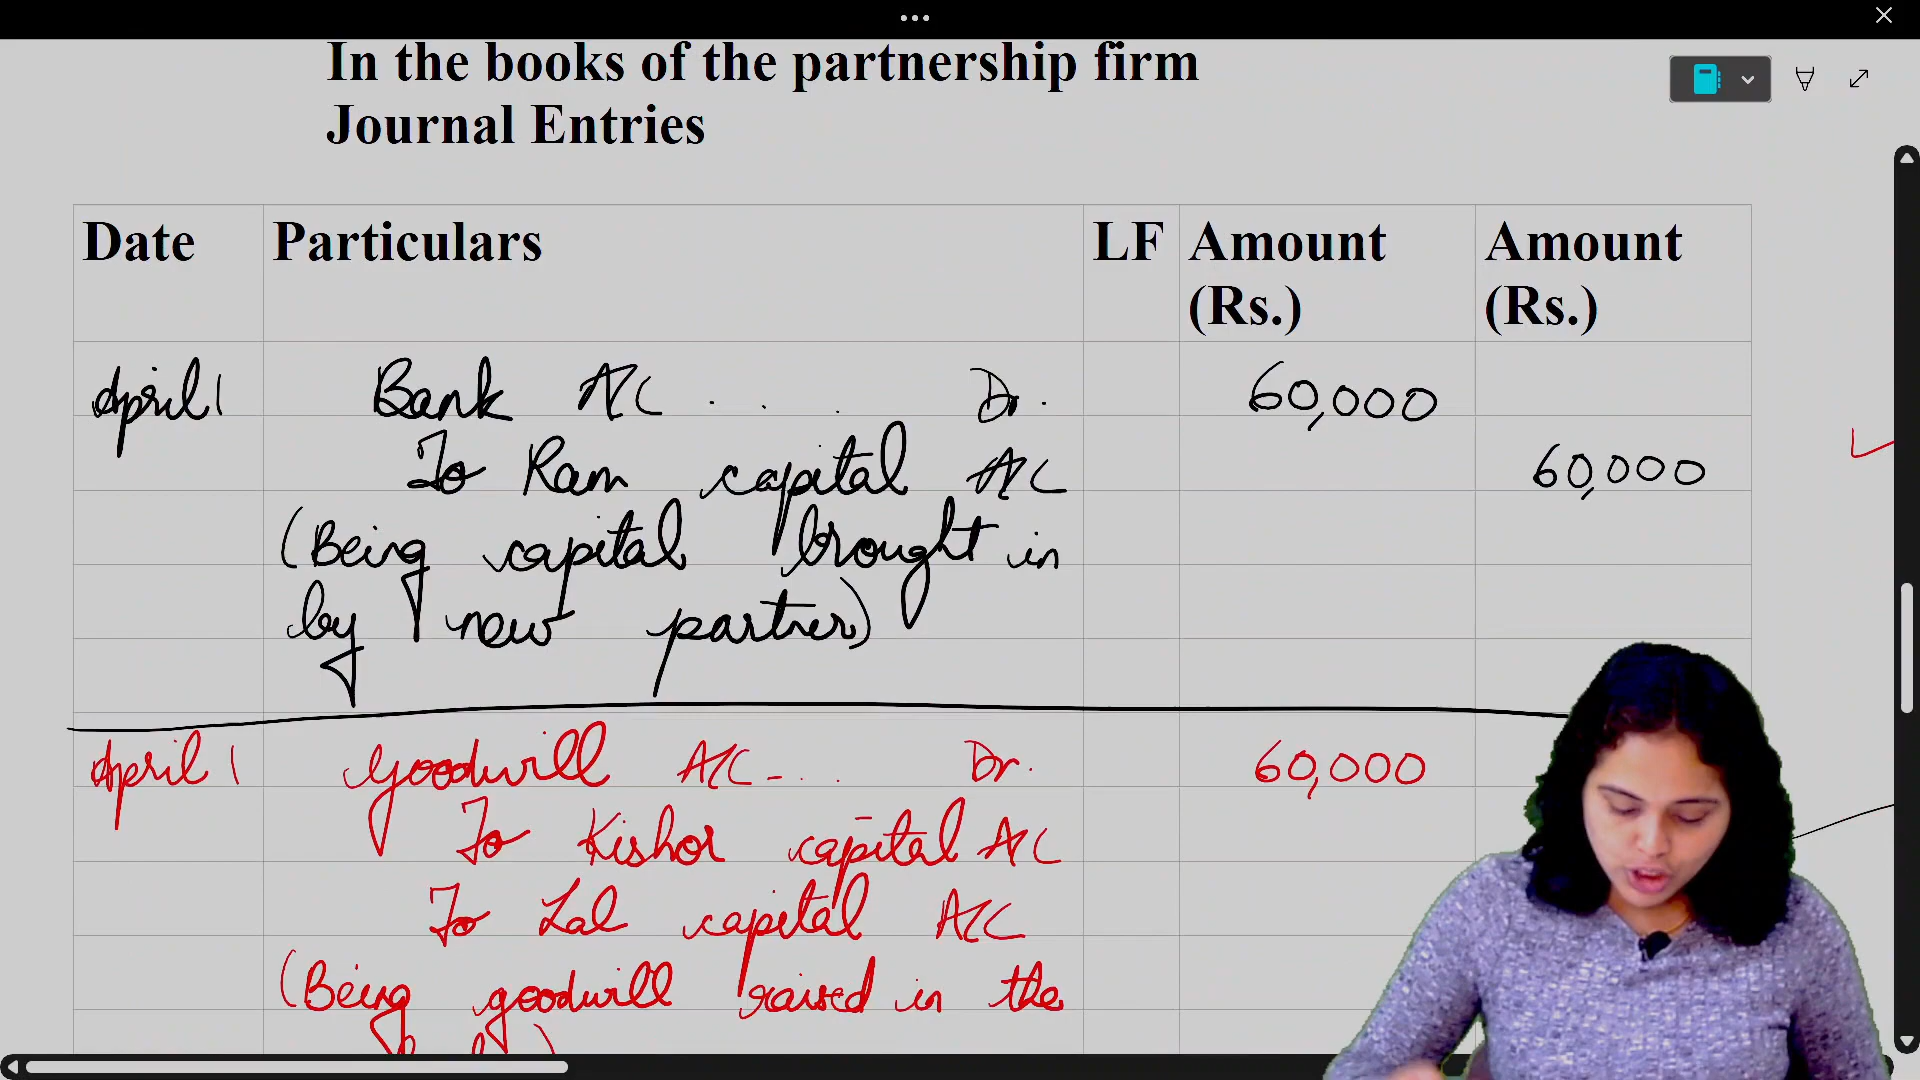 In the books of the partnership firm
Journal Entries
Date Particulars LF Amount (Rs.) Amount (Rs.)
April 1 Bank A/C ... Dr. 60,000
To Ram capital A/C 60,000
(Being capital brought in
by new partner)
April 1 Goodwill A/C ... Dr. 60,000
To Kishor capital A/C
To Lal capital A/C
(Being goodwill raised in the